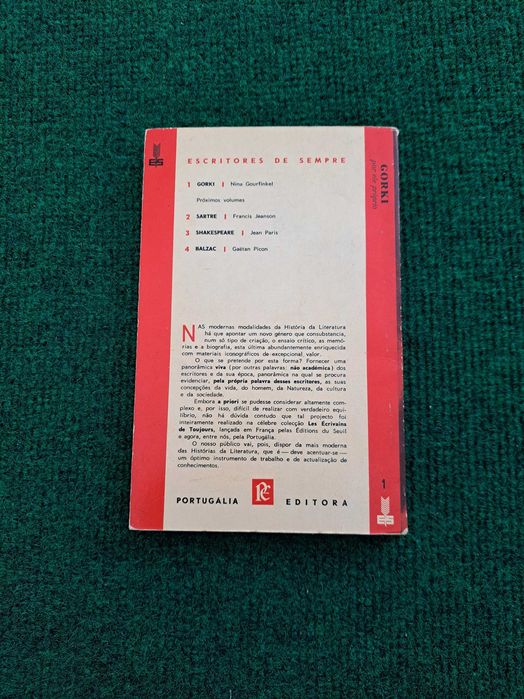 ES
ESCRITORES DE SEMPRE
1 GORKI | Nina Gourfinkel
Próximos volumes
2 SARTRE | Francis Jeanson
3 SHAKESPEARE | Jean Paris
4 BALZAC | Gaëtan Picon
NAS modernas modalidades da História da Literatura
há que apontar um novo género que consubstancia,
num só tipo de criação, o ensaio crítico, as memó-
rias e a biografia, esta última abundantemente enriquecida
com materiais iconográficos de excepcional valor.
O que se pretende por esta forma? Fornecer uma
panorâmica viva (por outras palavras: não académica) dos
escritores e da sua época, panorâmica na qual se procura
evidenciar, pela própria palavra desses escritores, as suas
concepções da vida, do homem, da Natureza, da cultura
e da sociedade.
Embora a priori se pudesse considerar altamente com-
plexo e, por isso, difícil de realizar com verdadeiro equi-
líbrio, não há dúvida contudo que tal projecto foi
inteiramente realizado na célebre colecção Les Écrivains
de Toujours, lançada em França pelas Éditions du Seuil
e agora, entre nós, pela Portugália.
O nosso público vai, pois, dispor da mais moderna
das Histórias da Literatura, que é — deve acentuar-se —
um óptimo instrumento de trabalho e de actualização de
conhecimentos.
PORTUGÁLIA PE EDITORA
GORKI
por ele próprio
1